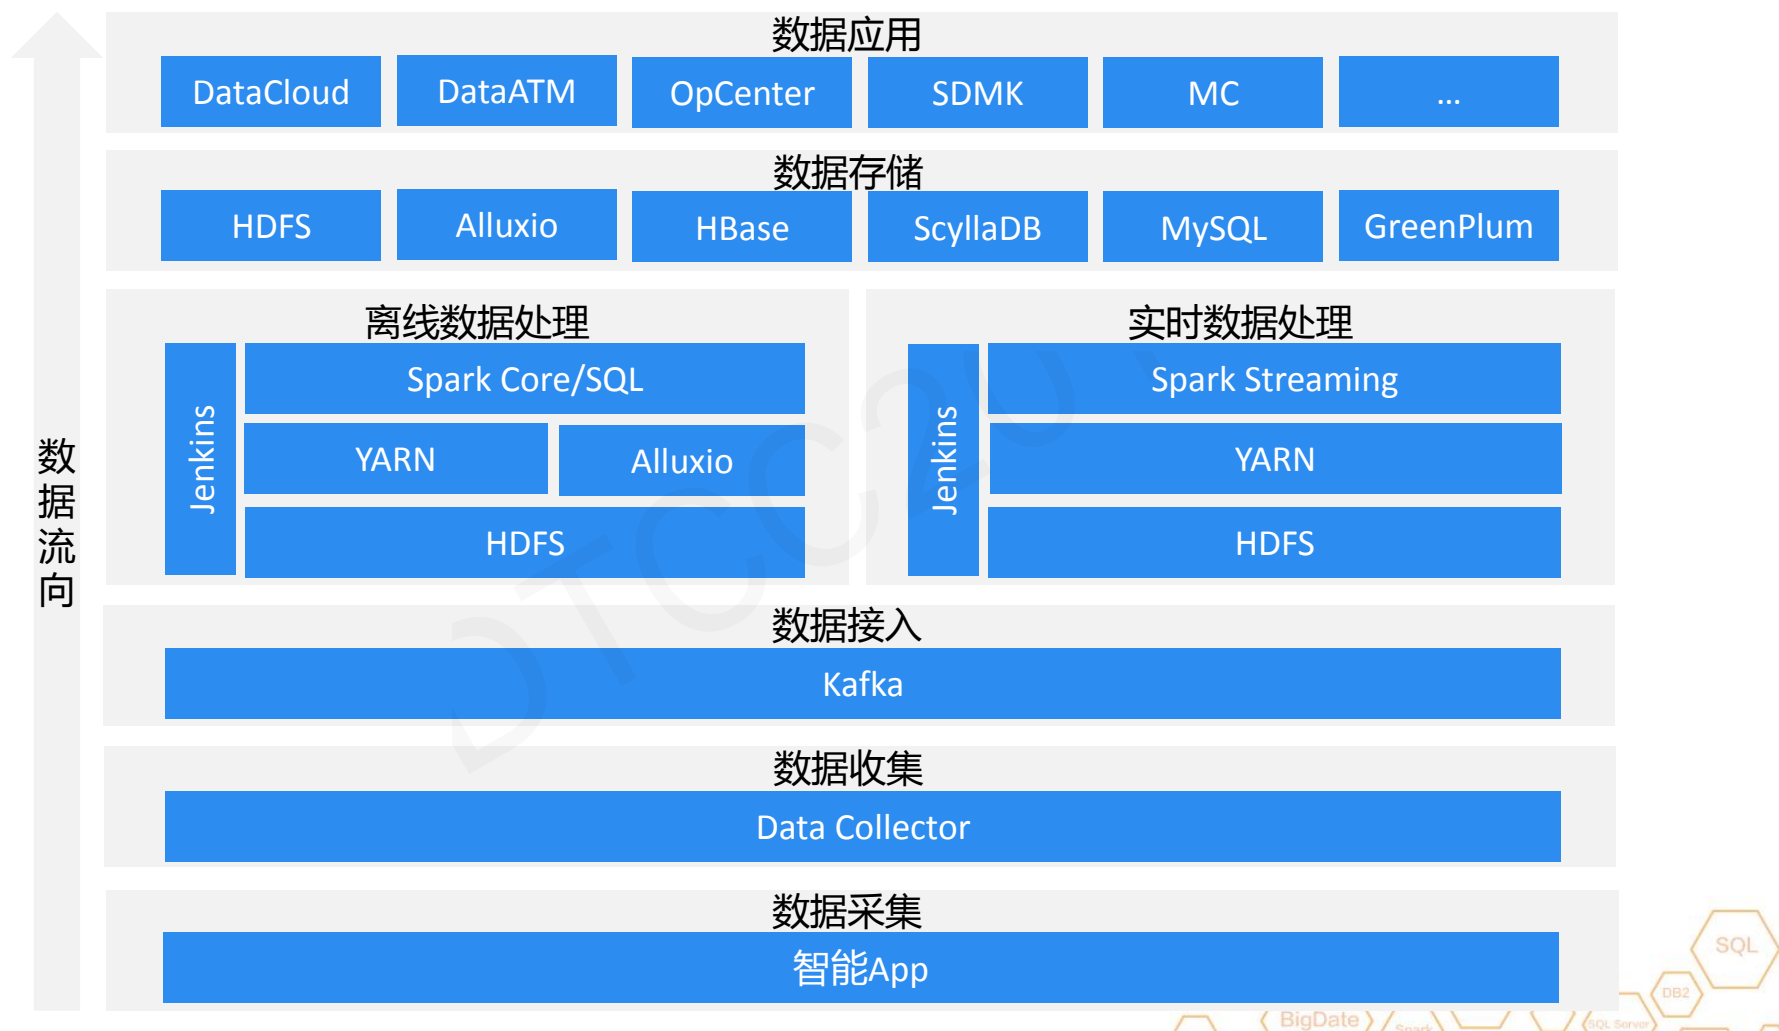 数据应用
DataCloud
DataATM
OpCenter
SDMK
MC
...
数据存储
HDFS
Alluxio
HBase
ScyllaDB
MySQL
GreenPlum
离线数据处理
Jenkins
Spark Core/SQL
YARN
Alluxio
HDFS
实时数据处理
Jenkins
Spark Streaming
YARN
HDFS
数据流向
数据接入
Kafka
数据收集
Data Collector
数据采集
智能App
SQL
DB2
BigDate
Spark
SQL Server